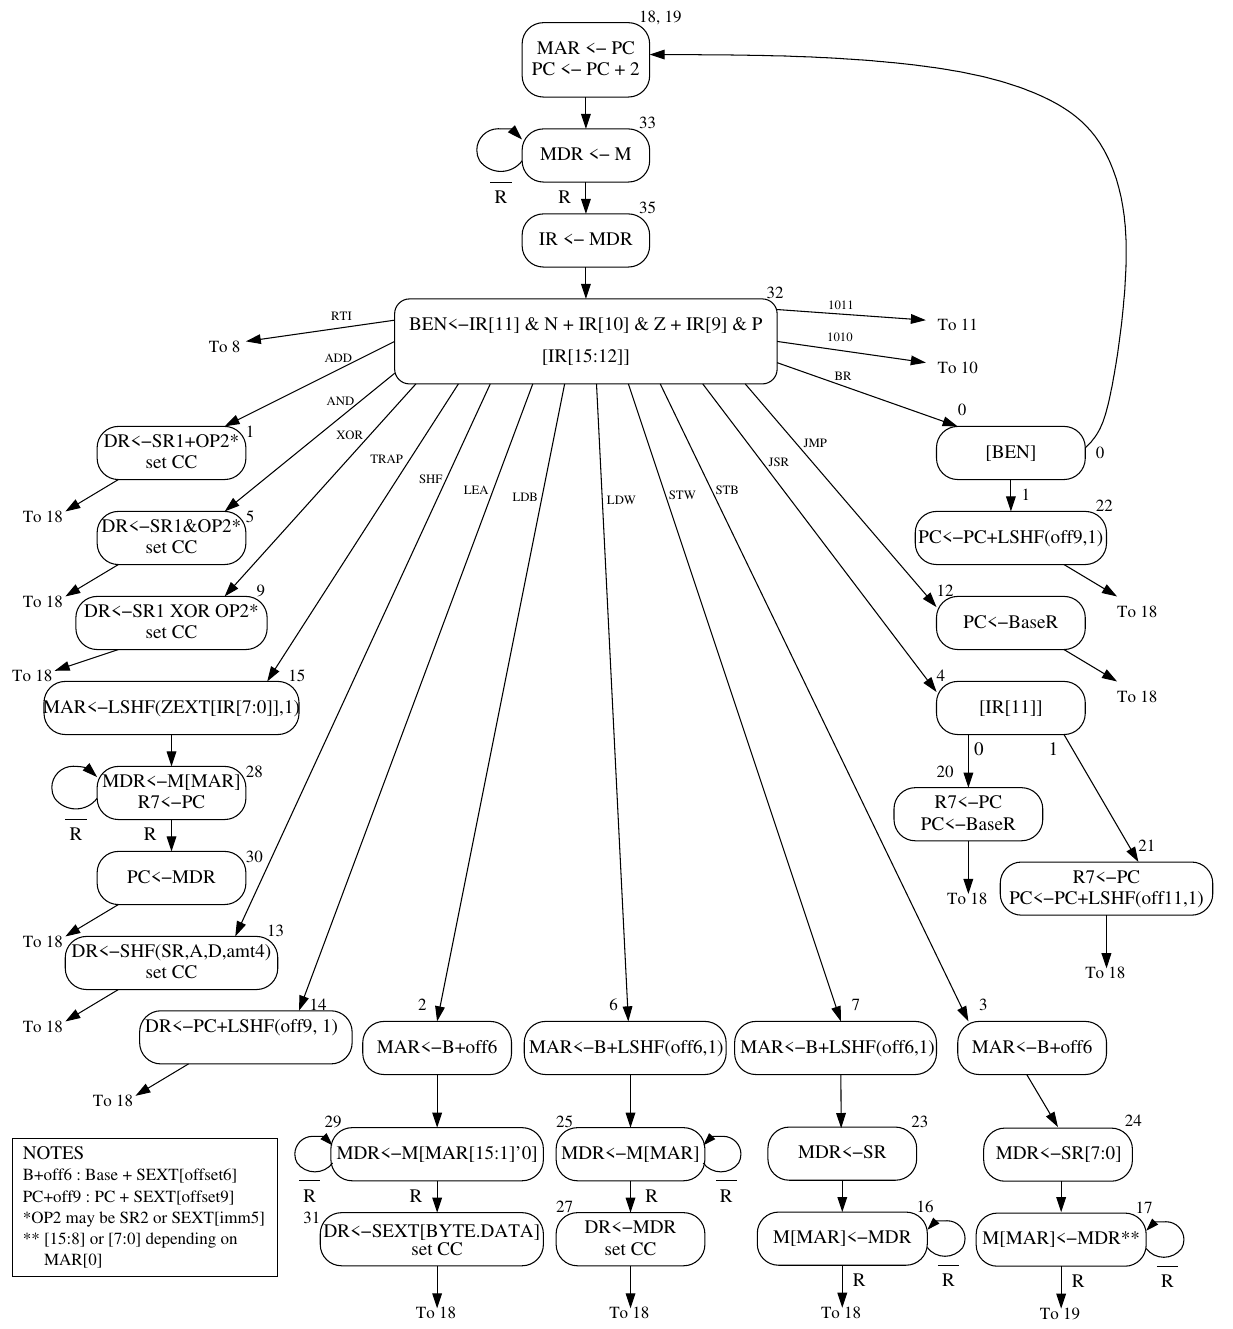 18, 19
MAR <– PC
PC <– PC + 2
33
MDR <– M
R
R
35
IR <– MDR
32
BEN<–IR[11] & N + IR[10] & Z + IR[9] & P
[IR[15:12]]
RTI
To 8
1011
To 11
1010
To 10
ADD
AND
XOR
TRAP
SHF
LEA
LDB
LDW
STW
STB
JSR
JMP
BR
1
DR<–SR1+OP2*
set CC
To 18
5
DR<–SR1&OP2*
set CC
To 18
9
DR<–SR1 XOR OP2*
set CC
To 18
15
MAR<–LSHF(ZEXT[IR[7:0]],1)
28
MDR<–M[MAR]
R7<–PC
R
R
30
PC<–MDR
To 18
13
DR<–SHF(SR,A,D,amt4)
set CC
To 18
14
DR<–PC+LSHF(off9, 1)
To 18
0
[BEN]
0
1
22
PC<–PC+LSHF(off9,1)
To 18
12
PC<–BaseR
To 18
4
[IR[11]]
0
1
20
R7<–PC
PC<–BaseR
To 18
21
R7<–PC
PC<–PC+LSHF(off11,1)
To 18
2
MAR<–B+off6
29
MDR<–M[MAR[15:1]’0]
R
R
31
DR<–SEXT[BYTE.DATA]
set CC
To 18
6
MAR<–B+LSHF(off6,1)
25
MDR<–M[MAR]
R
R
27
DR<–MDR
set CC
To 18
7
MAR<–B+LSHF(off6,1)
23
MDR<–SR
16
M[MAR]<–MDR
R
R
To 18
3
MAR<–B+off6
24
MDR<–SR[7:0]
17
M[MAR]<–MDR**
R
R
To 19
NOTES
B+off6 : Base + SEXT[offset6]
PC+off9 : PC + SEXT[offset9]
*OP2 may be SR2 or SEXT[imm5]
** [15:8] or [7:0] depending on
MAR[0]